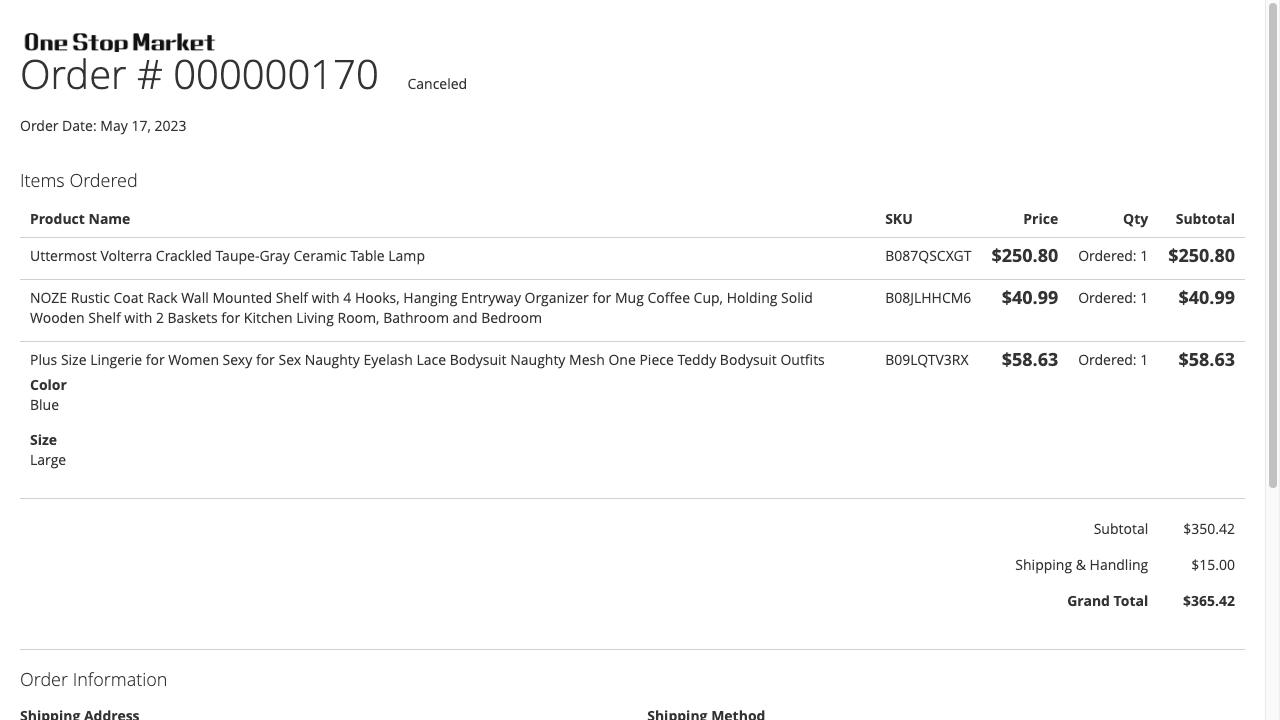 One Stop Market
Order # 000000170 Canceled
Order Date: May 17, 2023
Items Ordered
Product Name SKU Price Qty Subtotal
Uttermost Volterra Crackled Taupe-Gray Ceramic Table Lamp B087QSCXGT $250.80 Ordered: 1 $250.80
NOZE Rustic Coat Rack Wall Mounted Shelf with 4 Hooks, Hanging Entryway Organizer for Mug Coffee Cup, Holding Solid B08JLHHCM6 $40.99 Ordered: 1 $40.99
Wooden Shelf with 2 Baskets for Kitchen Living Room, Bathroom and Bedroom
Plus Size Lingerie for Women Sexy for Sex Naughty Eyelash Lace Bodysuit Naughty Mesh One Piece Teddy Bodysuit Outfits B09LQTV3RX $58.63 Ordered: 1 $58.63
Color
Blue
Size
Large
Subtotal $350.42
Shipping & Handling $15.00
Grand Total $365.42
Order Information
Shipping Address Shipping Method